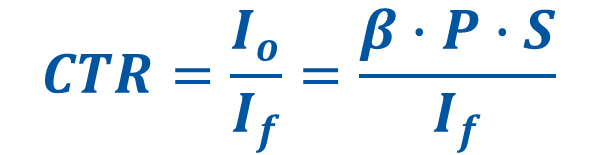 CTR = I_o / I_f = β · P · S / I_f